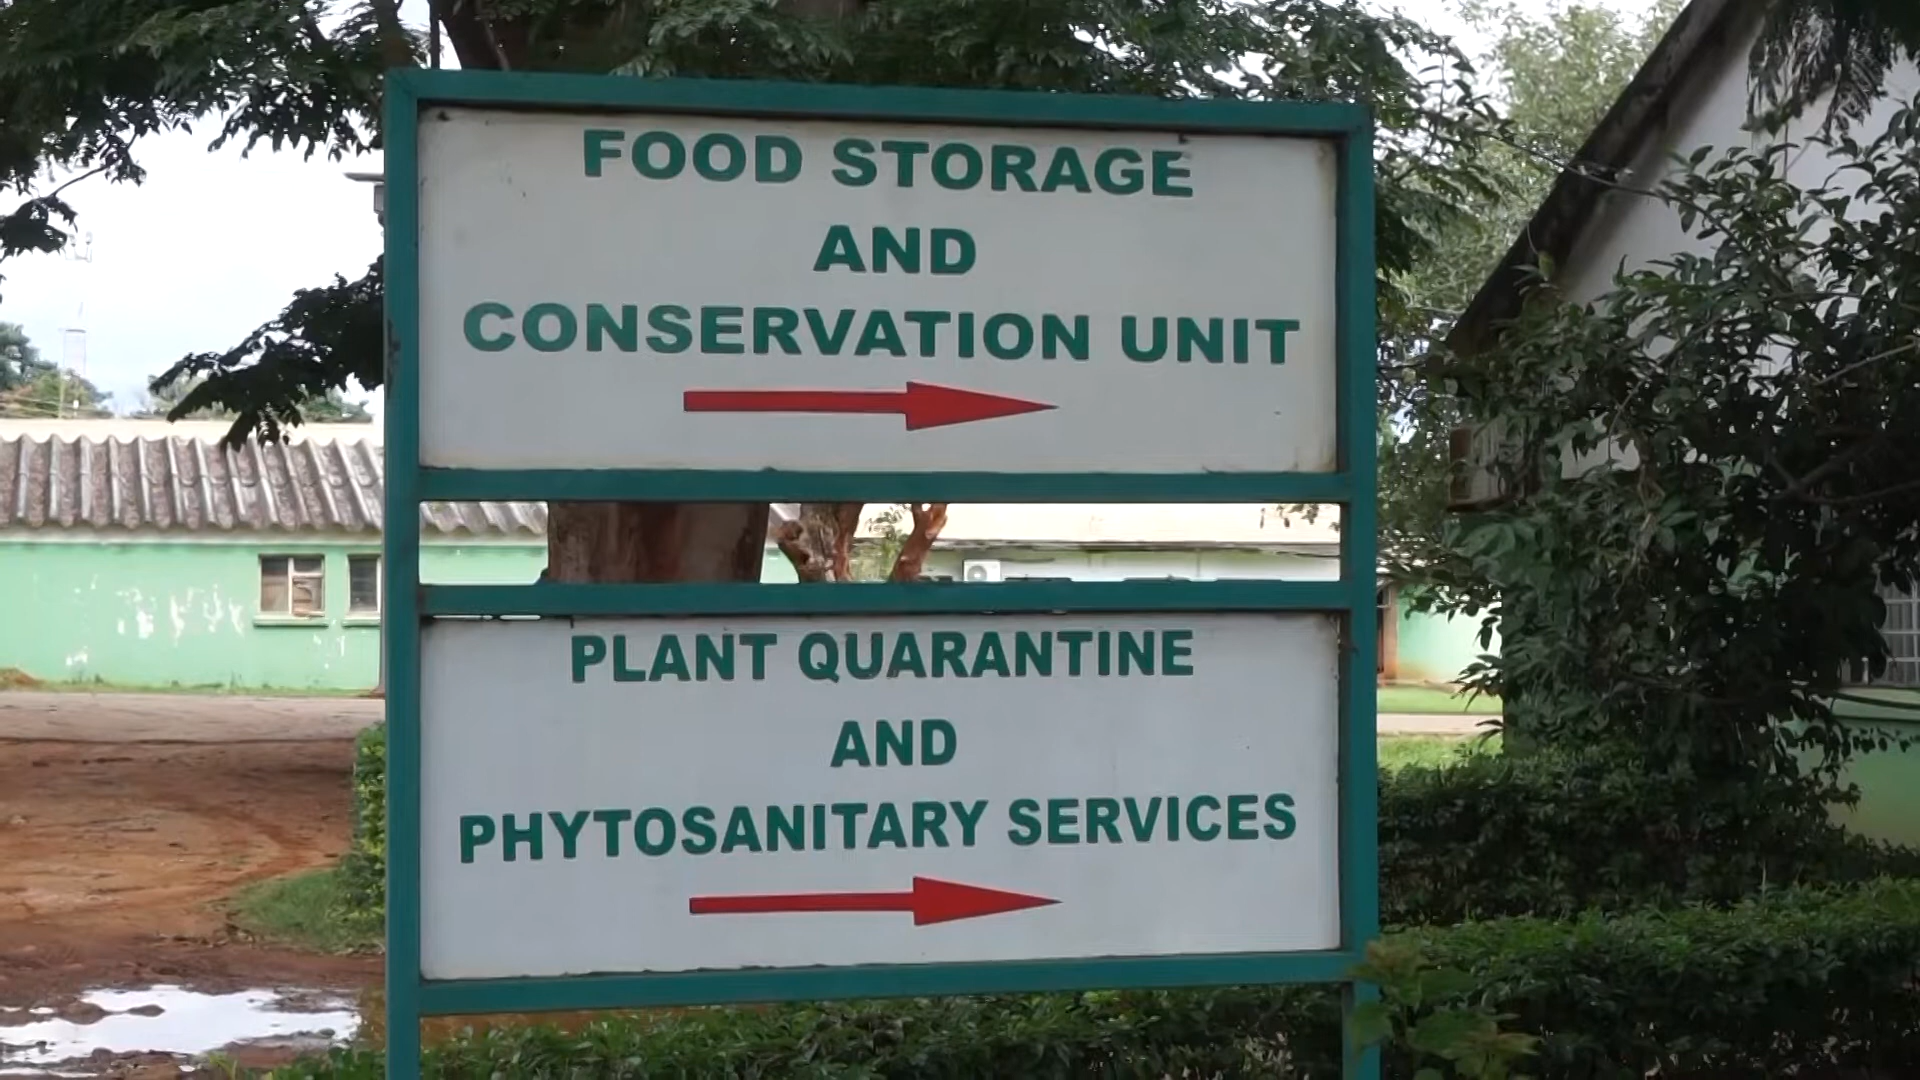 FOOD STORAGE
AND
CONSERVATION UNIT
PLANT QUARANTINE
AND
PHYTOSANITARY SERVICES